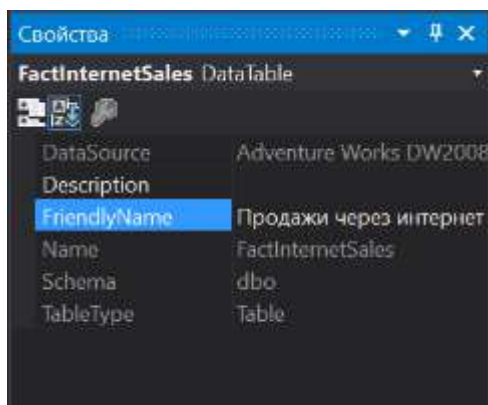 Свойства
FactInternetSales DataTable
DataSource Adventure Works DW2008
Description
FriendlyName Продажи через интернет
Name FactInternetSales
Schema dbo
TableType Table